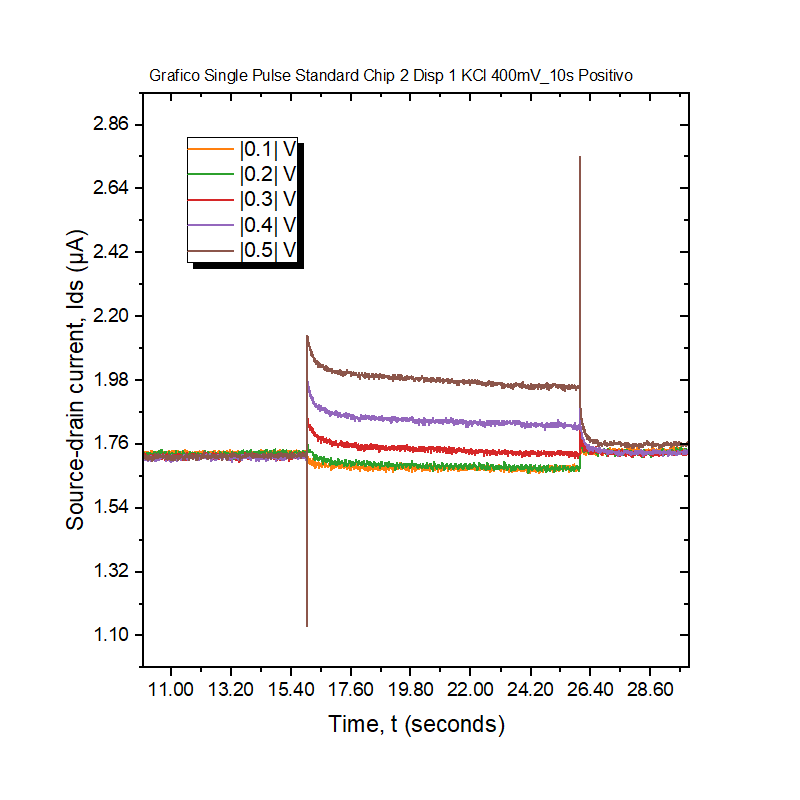 Grafico Single Pulse Standard Chip 2 Disp 1 KCl 400mV_10s Positivo
2.86
2.64
2.42
2.20
1.98
1.76
1.54
1.32
1.10
|0.1| V
|0.2| V
|0.3| V
|0.4| V
|0.5| V
Source-drain current, Ids (µA)
11.00 13.20 15.40 17.60 19.80 22.00 24.20 26.40 28.60
Time, t (seconds)